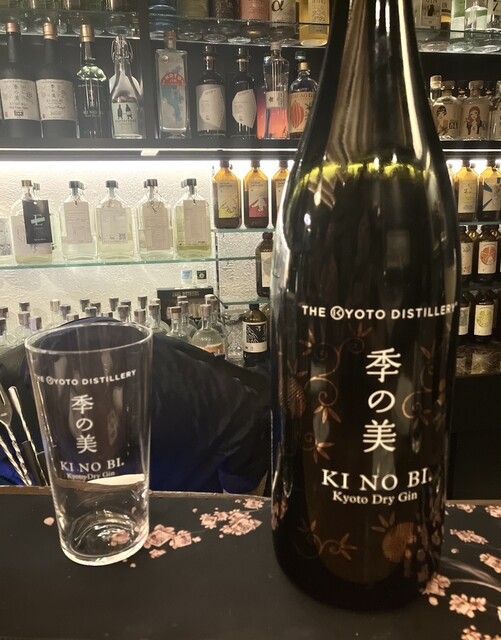 THE KYOTO DISTILLERY
季の美
KI NO BI.
Kyoto Dry Gin
THE KYOTO DISTILLERY
季の美
KI NO BI.
Kyoto Dry Gin